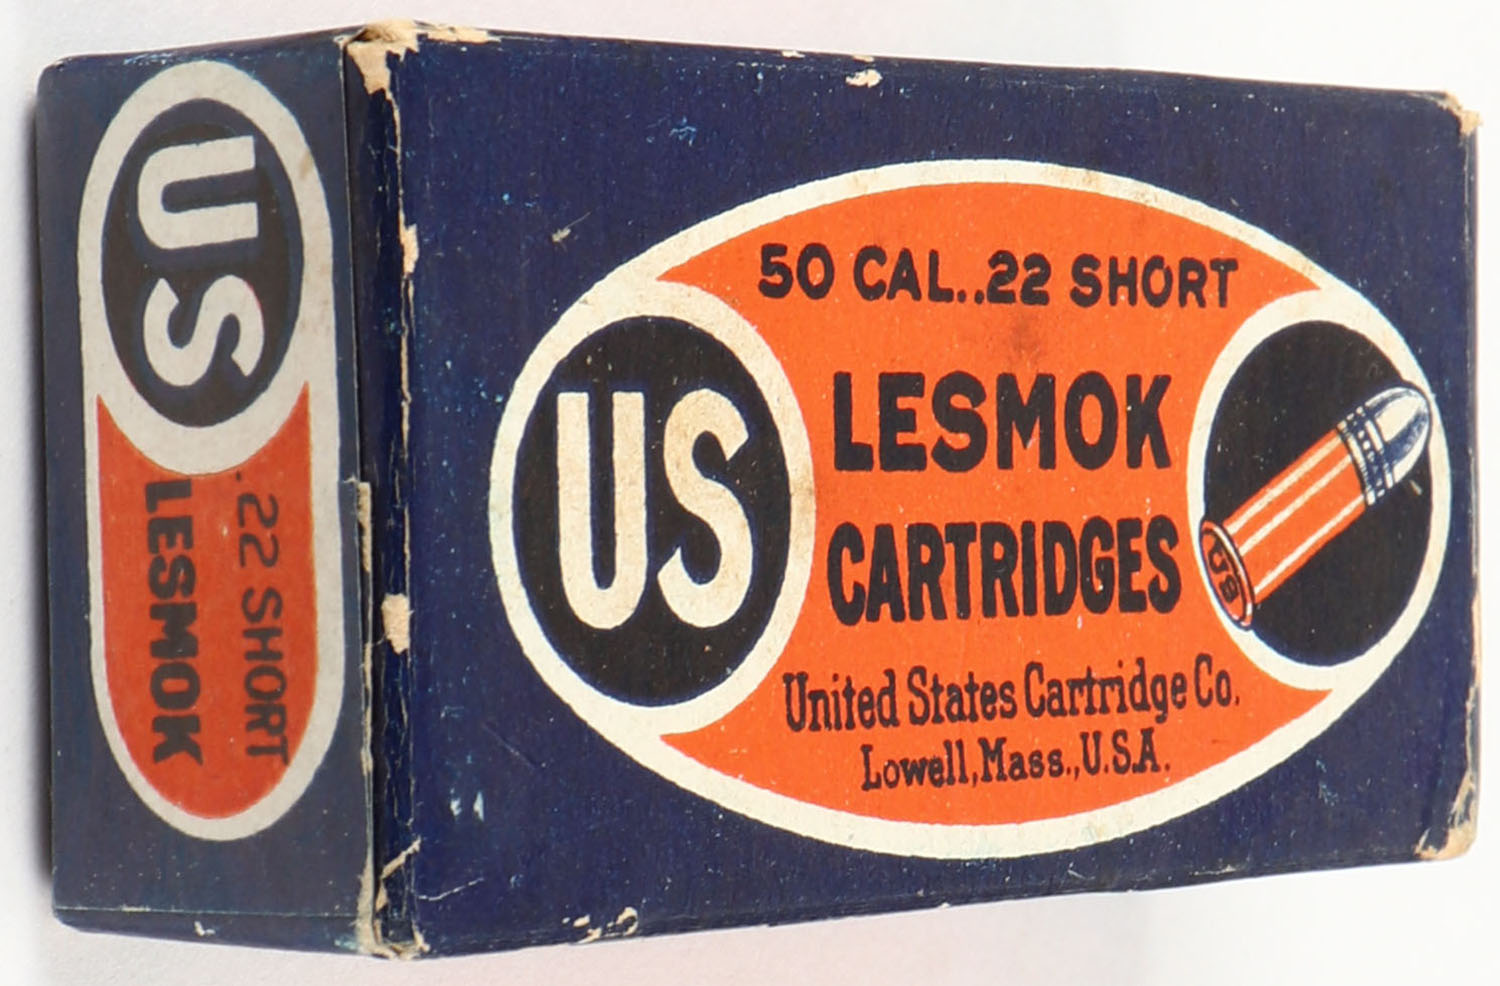 US
.22 SHORT
LESMOK
50 CAL..22 SHORT
LESMOK
CARTRIDGES
US
US
United States Cartridge Co.
Lowell, Mass., U.S.A.